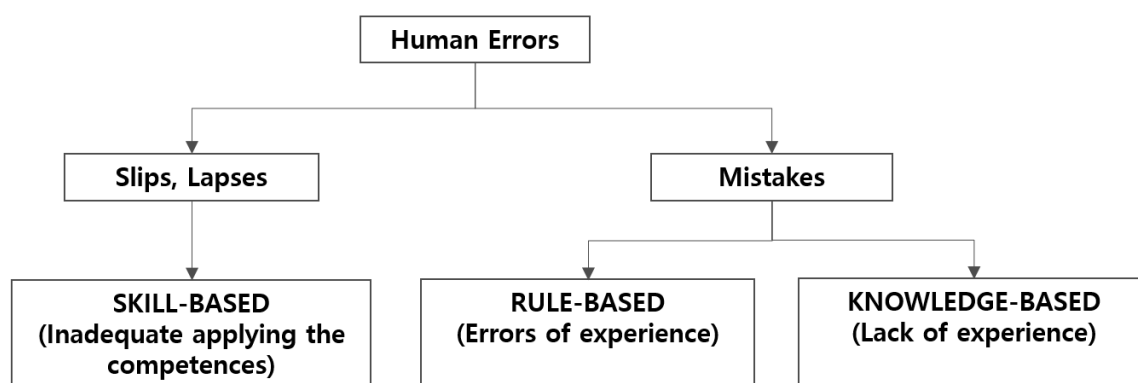 Human Errors
Slips, Lapses
Mistakes
SKILL-BASED
(Inadequate applying the
competences)
RULE-BASED
(Errors of experience)
KNOWLEDGE-BASED
(Lack of experience)